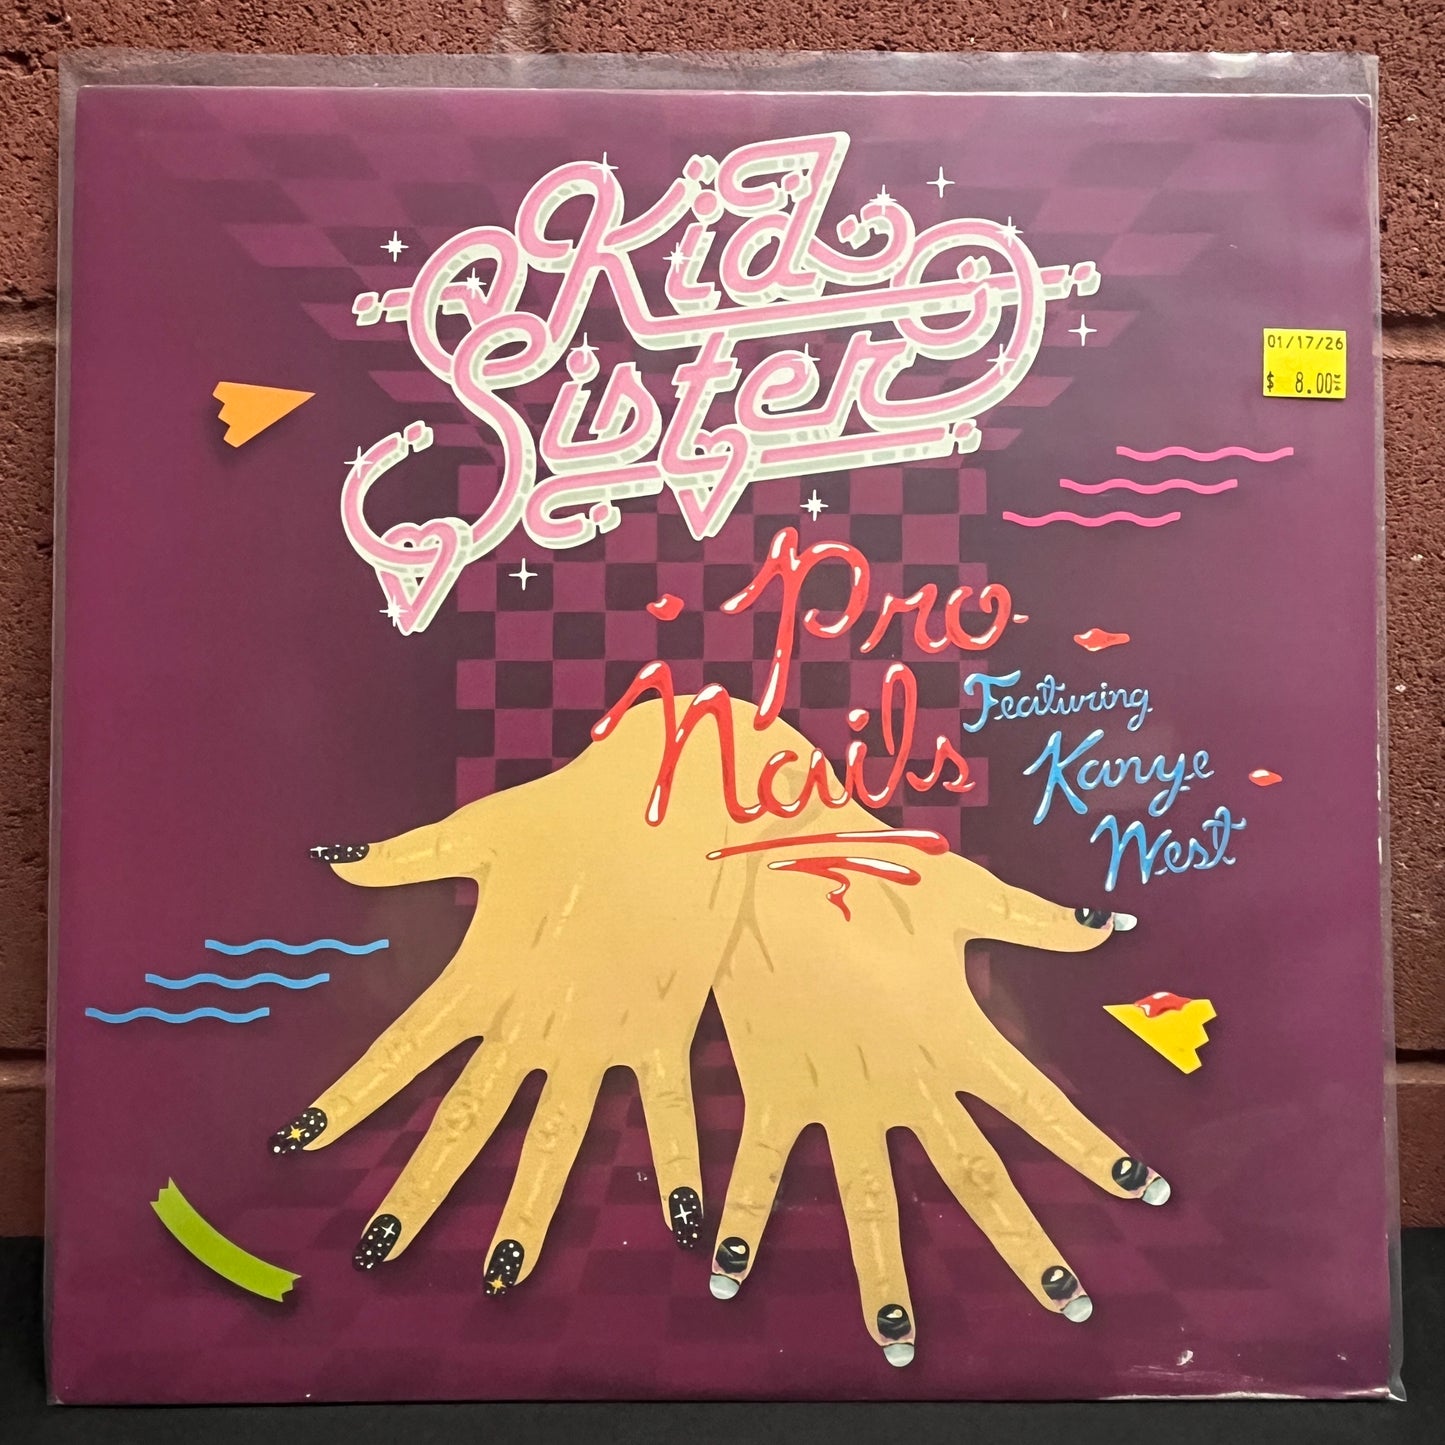 Kid
Sister
01/17/26
$ 8.00
Pro
Nails
Featuring
Kanye
West